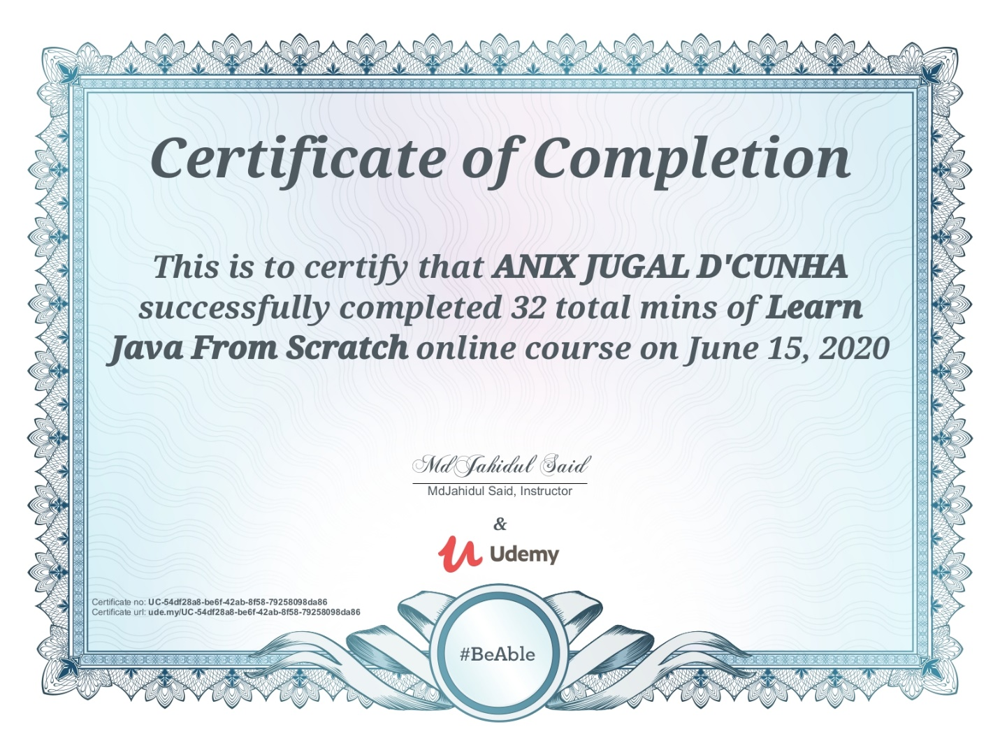 Certificate of Completion
This is to certify that ANIX JUGAL D'CUNHA
successfully completed 32 total mins of Learn
Java From Scratch online course on June 15, 2020
MdJahidul Said
MdJahidul Said, Instructor
&
Udemy
Certificate no: UC-54df28a8-be6f-42ab-8f58-79258098da86
Certificate url: ude.my/UC-54df28a8-be6f-42ab-8f58-79258098da86
#BeAble